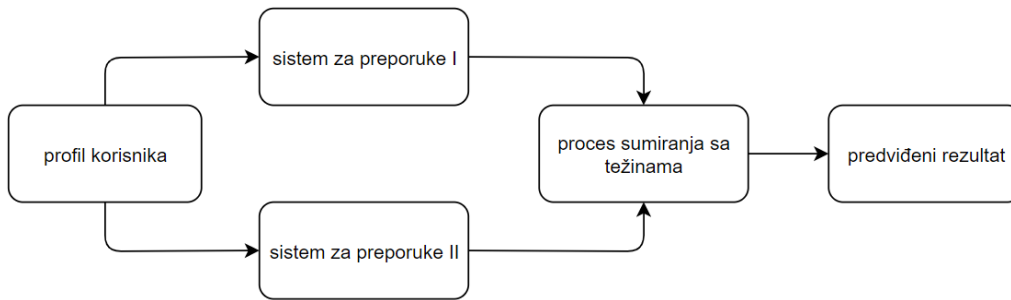 sistem za preporuke I
profil korisnika
proces sumiranja sa
težinama
predviđeni rezultat
sistem za preporuke II